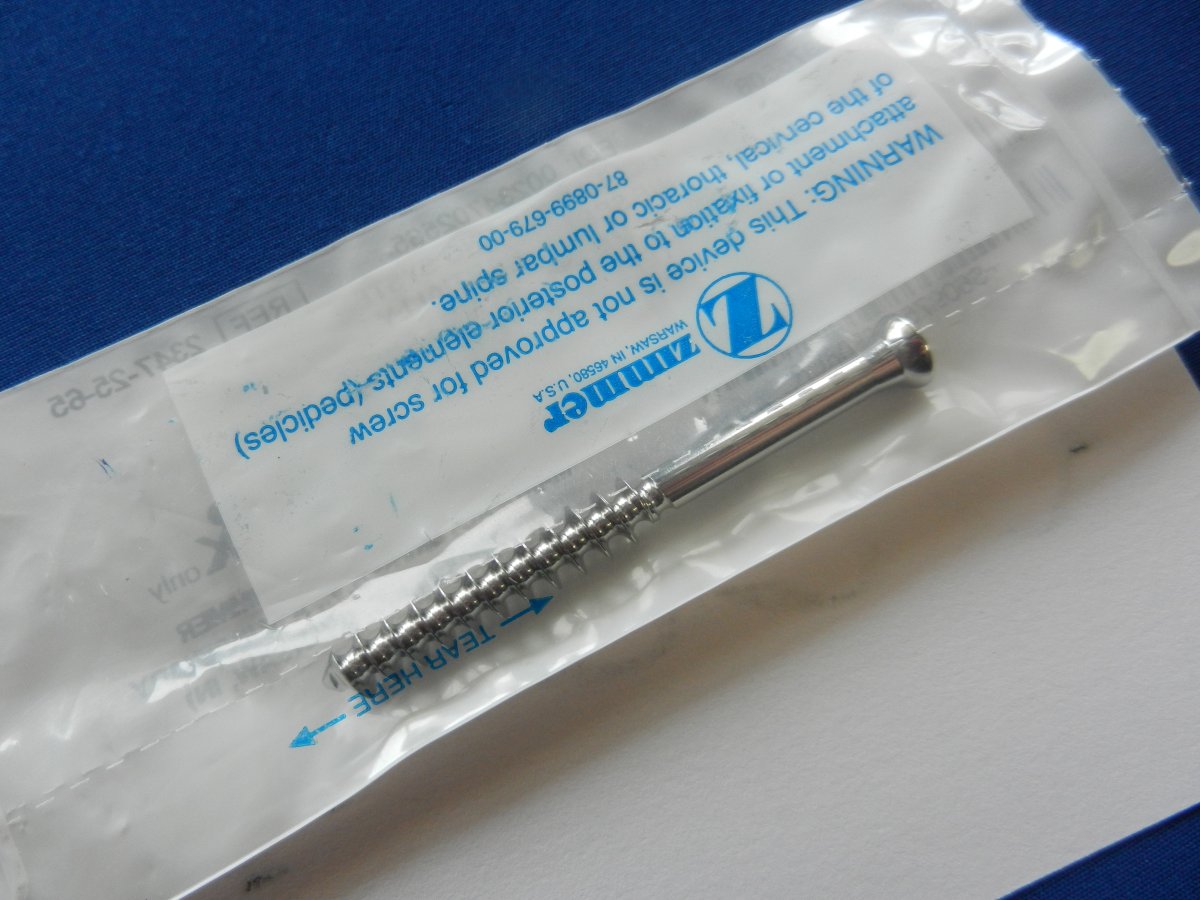 WARNING: This device is not approved for screw
attachment or fixation to the posterior elements (pedicles)
of the cervical, thoracic or lumbar spine.
87-0899-679-00
Z
zimmer
WARSAW, IN 46580, U.S.A
TEAR HERE
REF
2347-25-65
only